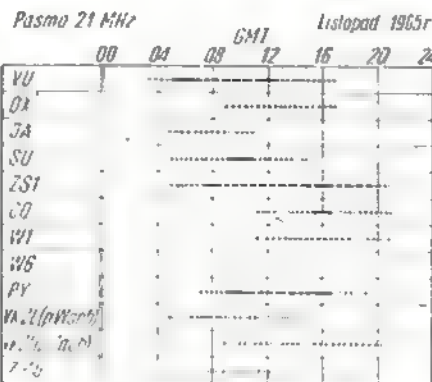 Pasmo 21 MHz
GMT
Listopad 1965r
00 04 08 12 16 20 24
VU
OX
JA
SU
ZS1
CO
W1
W6
PY